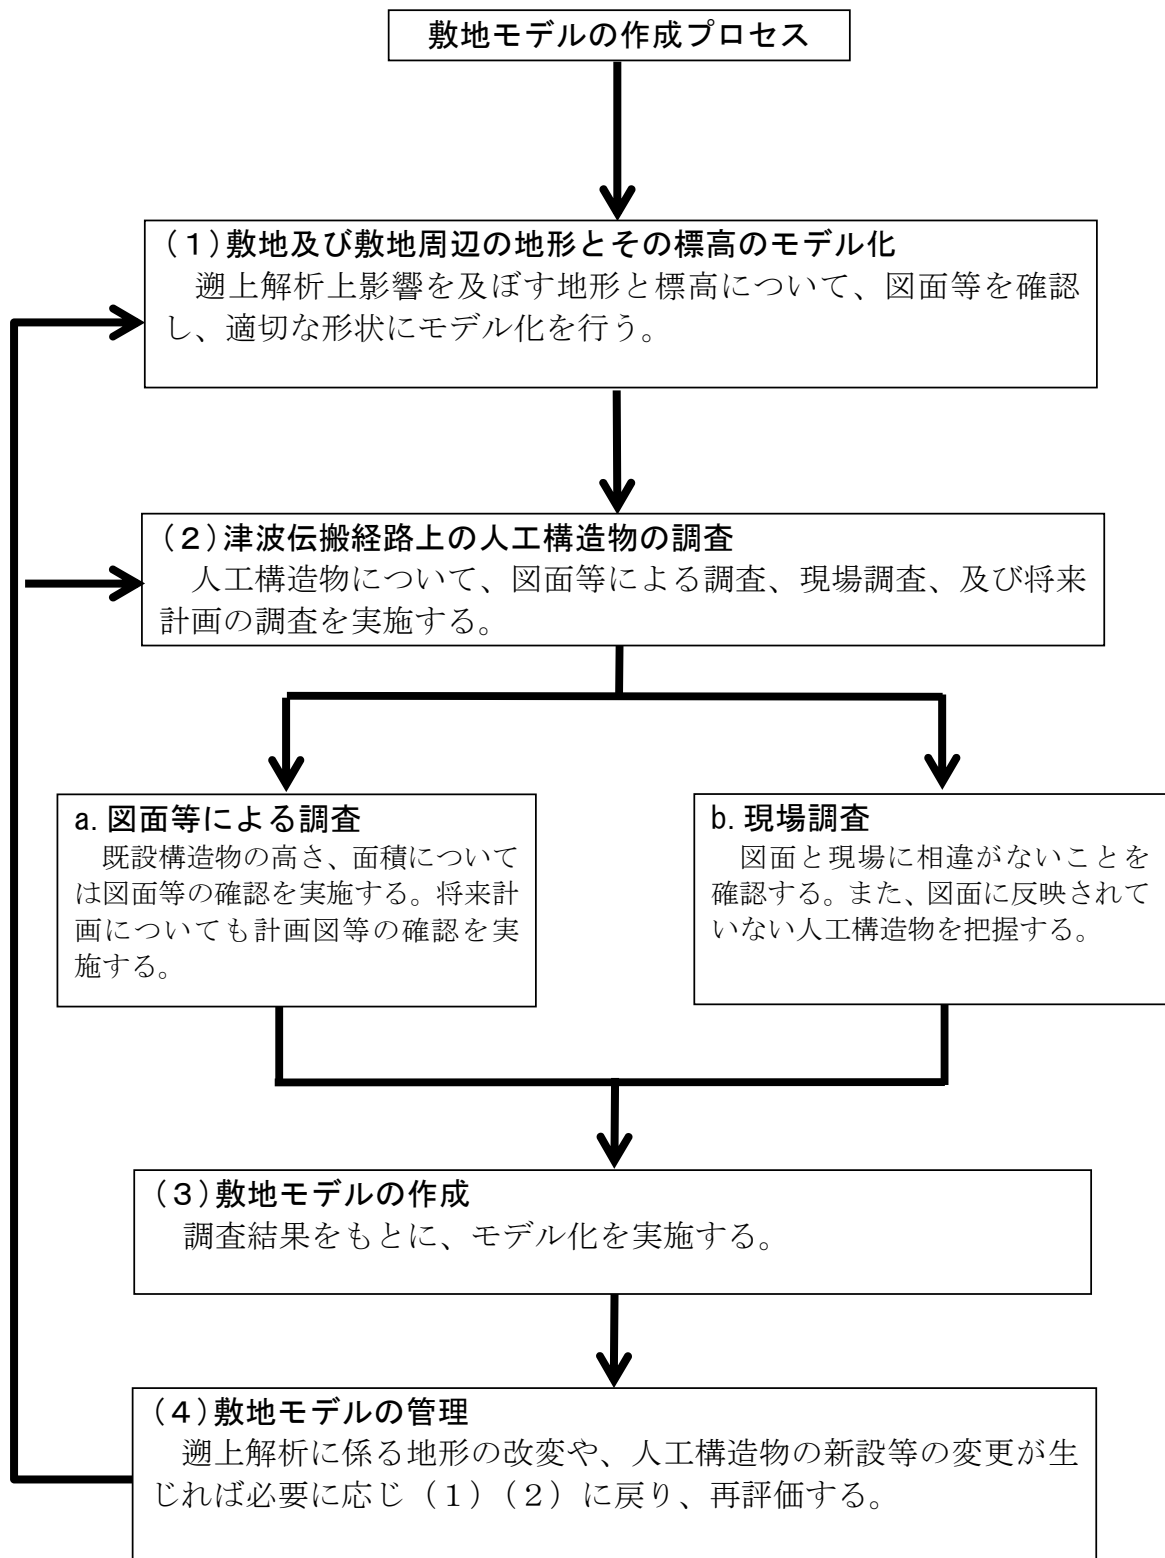 敷地モデルの作成プロセス
（１）敷地及び敷地周辺の地形とその標高のモデル化
遡上解析上影響を及ぼす地形と標高について、図面等を確認
し、適切な形状にモデル化を行う。
（２）津波伝搬経路上の人工構造物の調査
人工構造物について、図面等による調査、現場調査、及び将来
計画の調査を実施する。
a. 図面等による調査
既設構造物の高さ、面積について
は図面等の確認を実施する。将来計
画についても計画図等の確認を実
施する。
b. 現場調査
図面と現場に相違がないことを
確認する。また、図面に反映されて
いない人工構造物を把握する。
（３）敷地モデルの作成
調査結果をもとに、モデル化を実施する。
（４）敷地モデルの管理
遡上解析に係る地形の改変や、人工構造物の新設等の変更が生
じれば必要に応じ（１）（２）に戻り、再評価する。